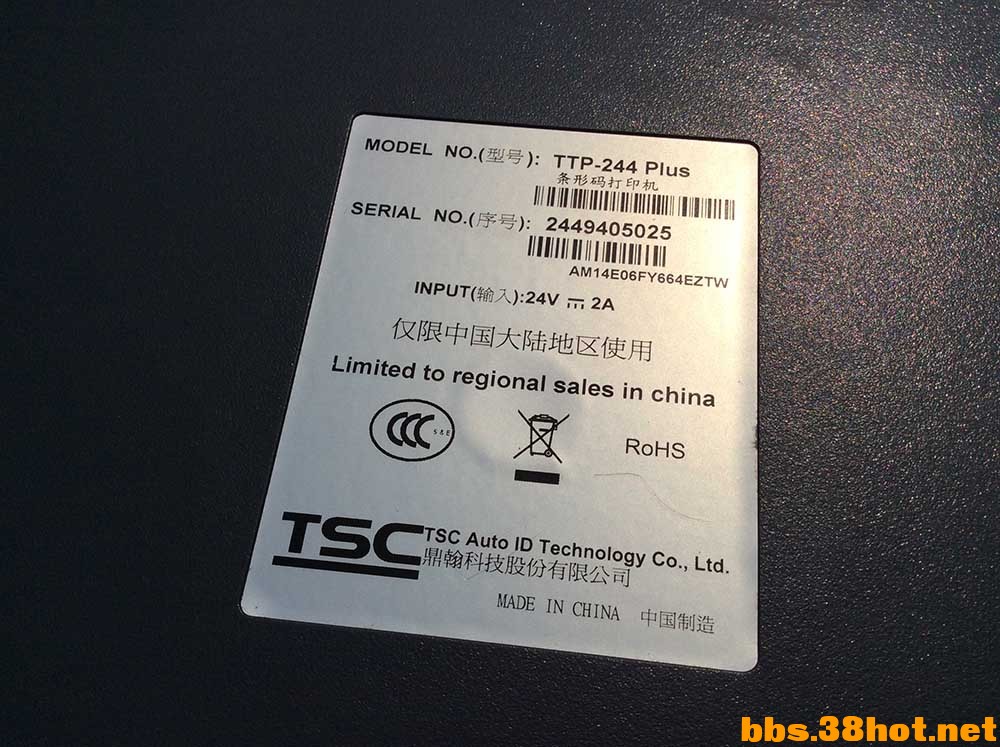 MODEL NO.(型号): TTP-244 Plus
条形码打印机
SERIAL NO.(序号): 2449405025
AM14E06FY664EZTW
INPUT(输入):24V ⎓ 2A
仅限中国大陆地区使用
Limited to regional sales in china
CCC S&E
RoHS
TSC
TSC Auto ID Technology Co., Ltd.
鼎翰科技股份有限公司
MADE IN CHINA 中国制造
bbs.38hot.net